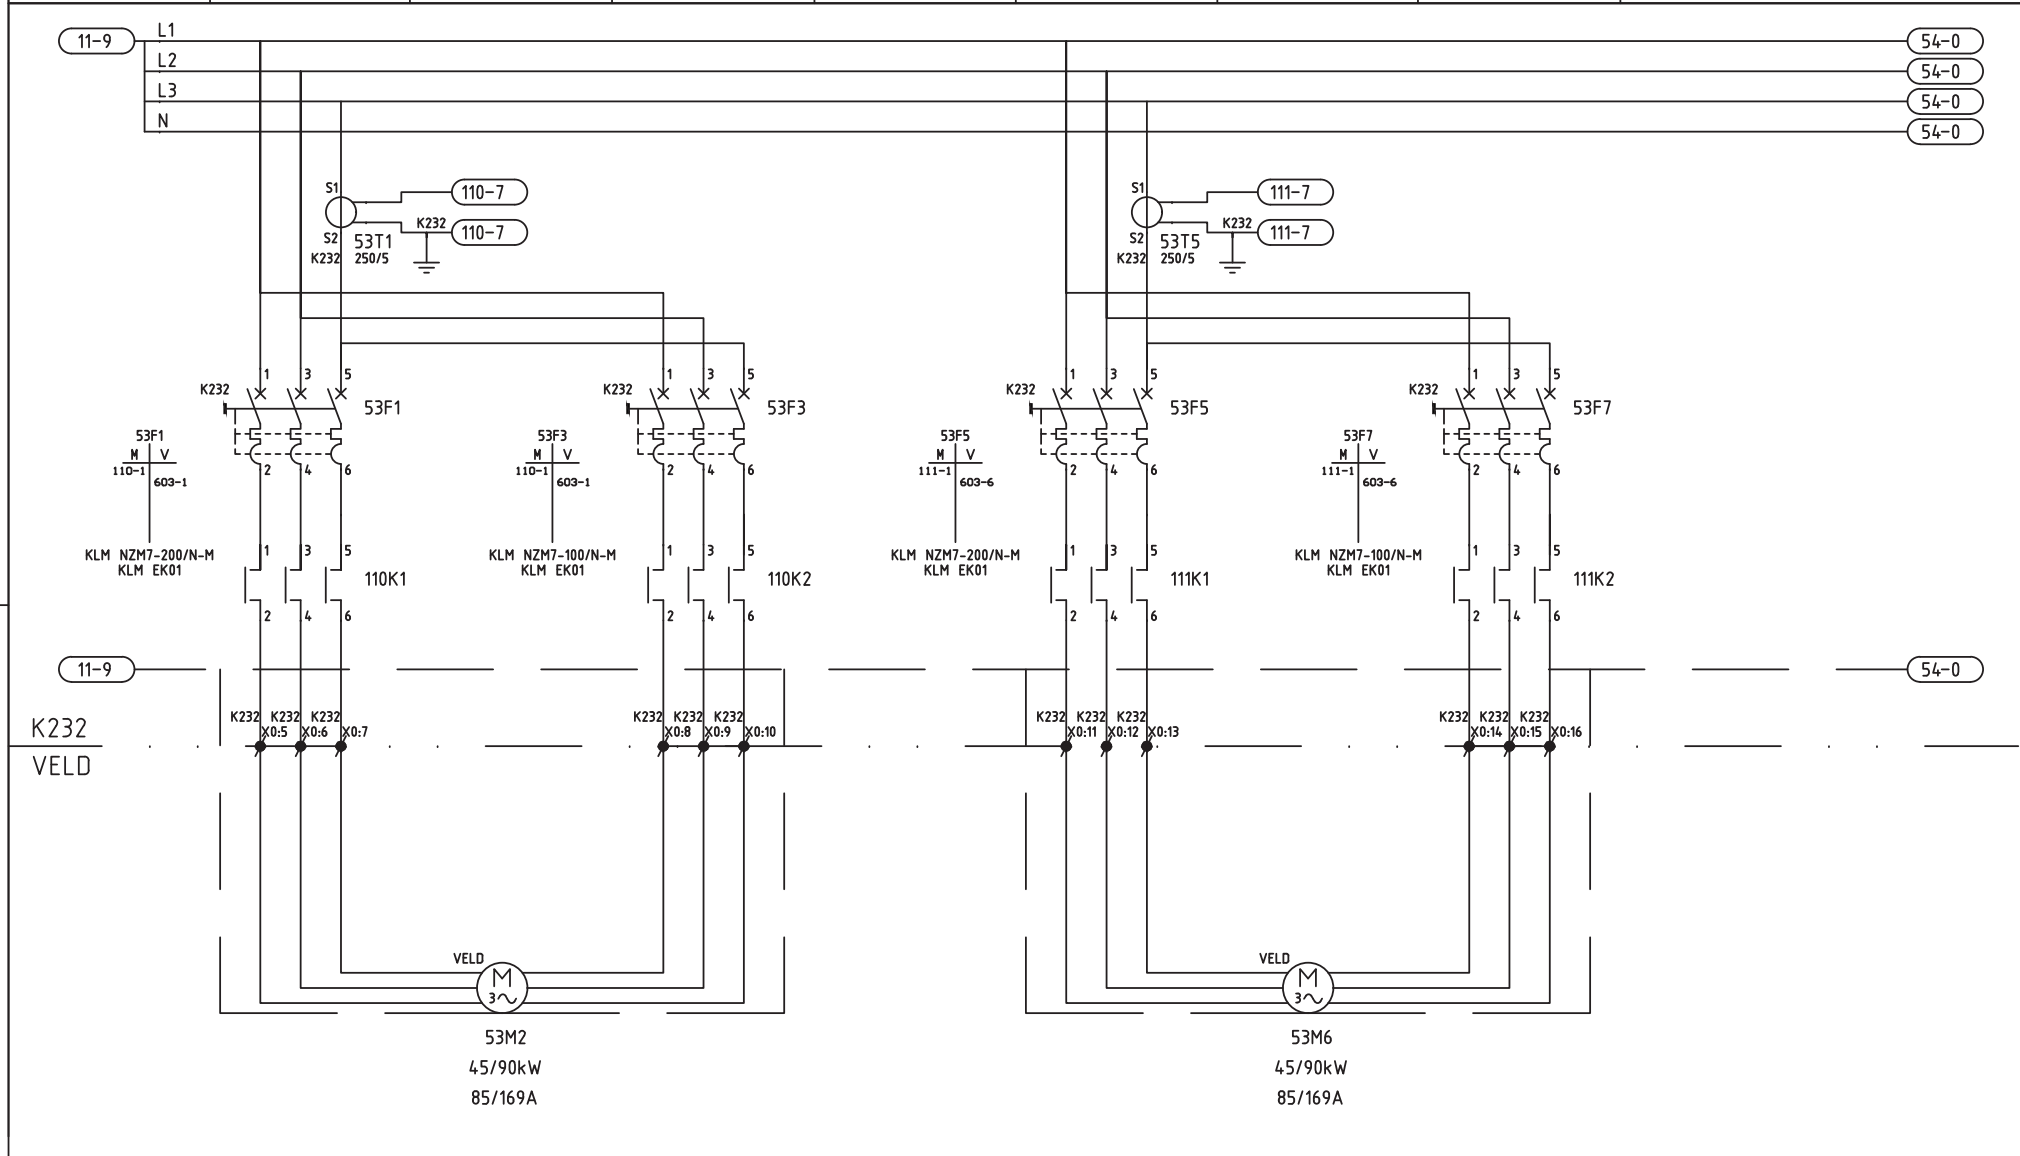 11-9 L1 54-0
L2 54-0
L3 54-0
N 54-0
S1 110-7 S1 111-7
K232 110-7 K232 111-7
S2 53T1 S2 53T5
K232 250/5 K232 250/5
1 3 5 1 3 5 1 3 5 1 3 5
K232 53F1 K232 53F3 K232 53F5 K232 53F7
53F1 53F3 53F5 53F7
M V M V M V M V
110-1 2 4 6 110-1 2 4 6 111-1 2 4 6 111-1 2 4 6
603-1 603-1 603-6 603-6
1 3 5 1 3 5 1 3 5 1 3 5
KLM NZM7-200/N-M KLM NZM7-100/N-M KLM NZM7-200/N-M KLM NZM7-100/N-M
KLM EK01 KLM EK01 KLM EK01 KLM EK01
110K1 110K2 111K1 111K2
2 4 6 2 4 6 2 4 6 2 4 6
11-9 54-0
K232 K232 K232 K232 K232 K232 K232 K232 K232 K232 K232 K232
K232 X0:5 X0:6 X0:7 X0:8 X0:9 X0:10 X0:11 X0:12 X0:13 X0:14 X0:15 X0:16
VELD
VELD M 3~ VELD M 3~
53M2 53M6
45/90kW 45/90kW
85/169A 85/169A